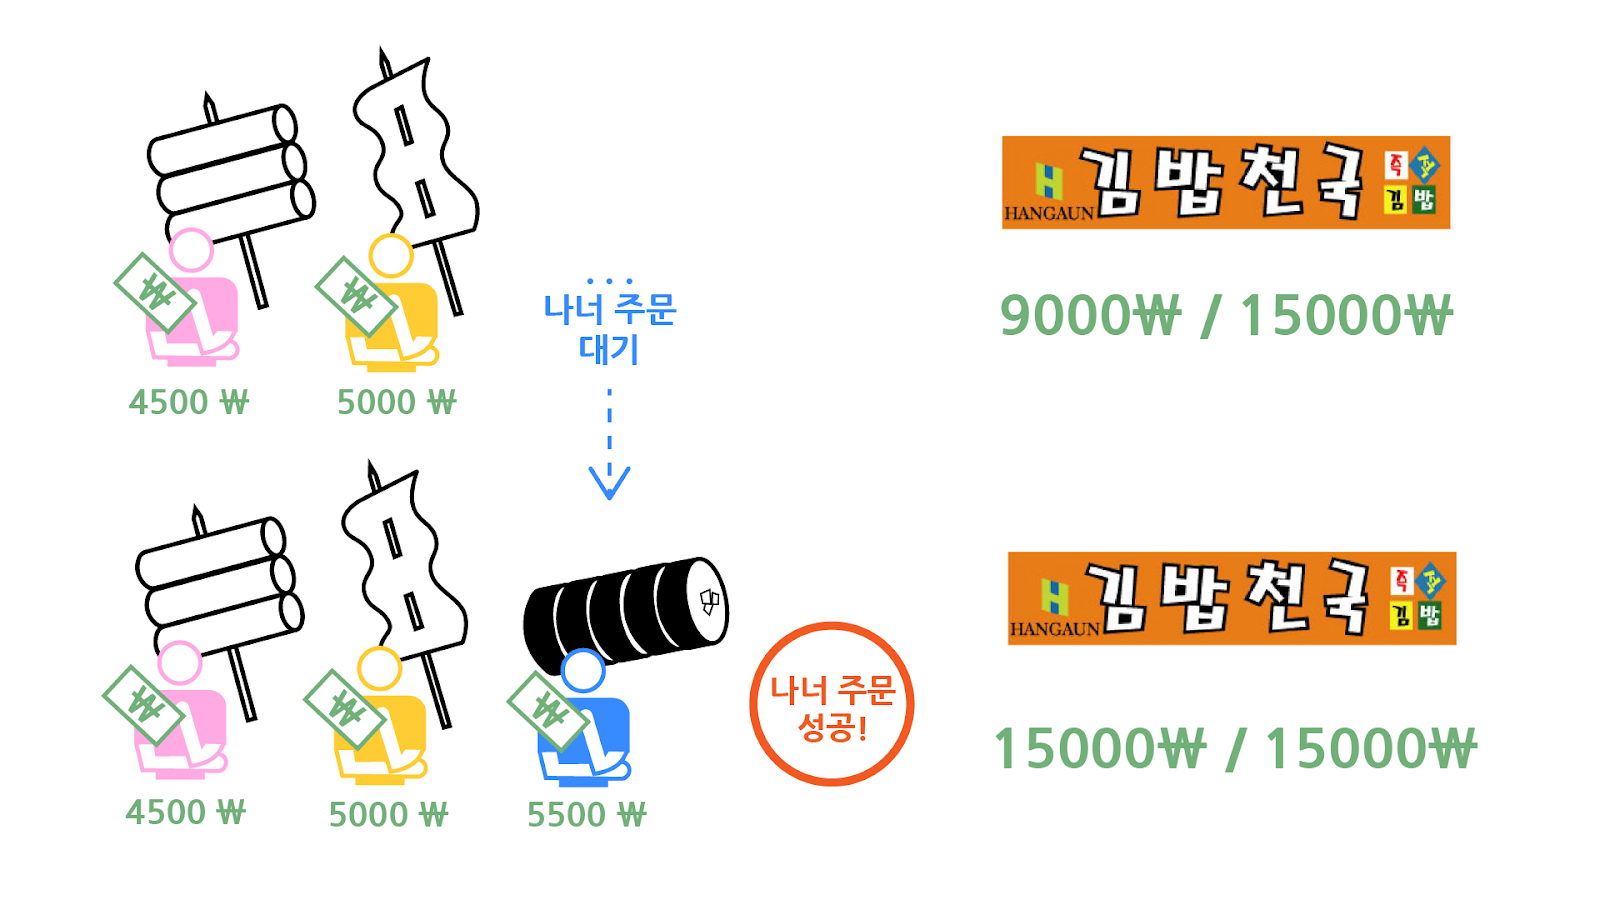 HANGAUN 김밥천국 즉석
김밥
₩ ₩
...
나너 주문
대기
9000₩ / 15000₩
4500 ₩ 5000 ₩
HANGAUN 김밥천국 즉석
김밥
₩ ₩ ₩
나너 주문
성공!
15000₩ / 15000₩
4500 ₩ 5000 ₩ 5500 ₩